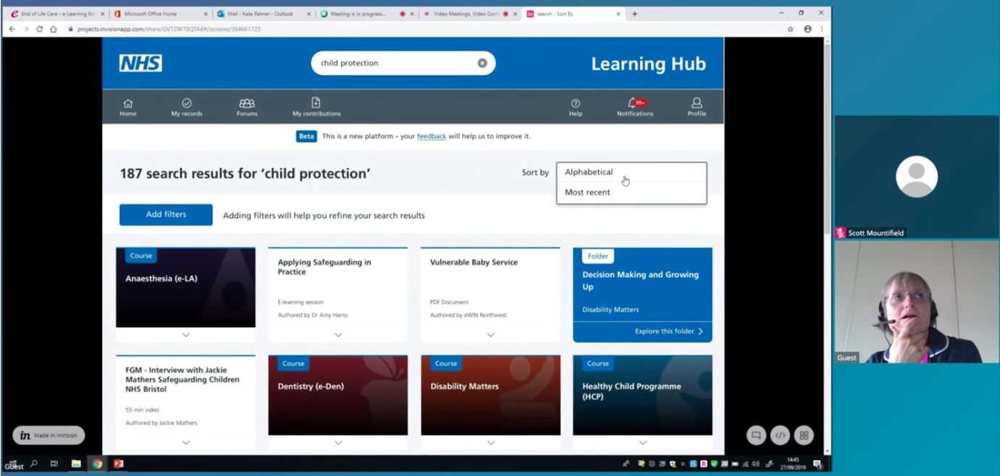 End of Life Care - e-Learning for
Microsoft Office Home
Mail - Kate Palmer - Outlook
Meeting is in progress...
Video Meetings, Video Conf
search - Sort By
projects.invisionapp.com/share/GVTZW78QTA4#/screens/384661723
NHS
child protection
Learning Hub
Home
My records
Forums
My contributions
Help
99+
Notifications
Profile
Beta This is a new platform – your feedback will help us to improve it.
187 search results for ‘child protection’
Sort by
Alphabetical
Most recent
Add filters
Adding filters will help you refine your search results
Course
Anaesthesia (e-LA)
Applying Safeguarding in
Practice
E-learning session
Authored by Dr Amy Harris
Vulnerable Baby Service
PDF Document
Authored by eWIN Northwest
Folder
Decision Making and Growing
Up
Disability Matters
Explore this folder
FGM - Interview with Jackie
Mathers Safeguarding Children
NHS Bristol
55 min video
Authored by Jackie Mathers
Course
Dentistry (e-Den)
Course
Disability Matters
Course
Healthy Child Programme
(HCP)
in Made in InVision
Guest
14:45
27/09/2019
Scott Mountifield
Guest